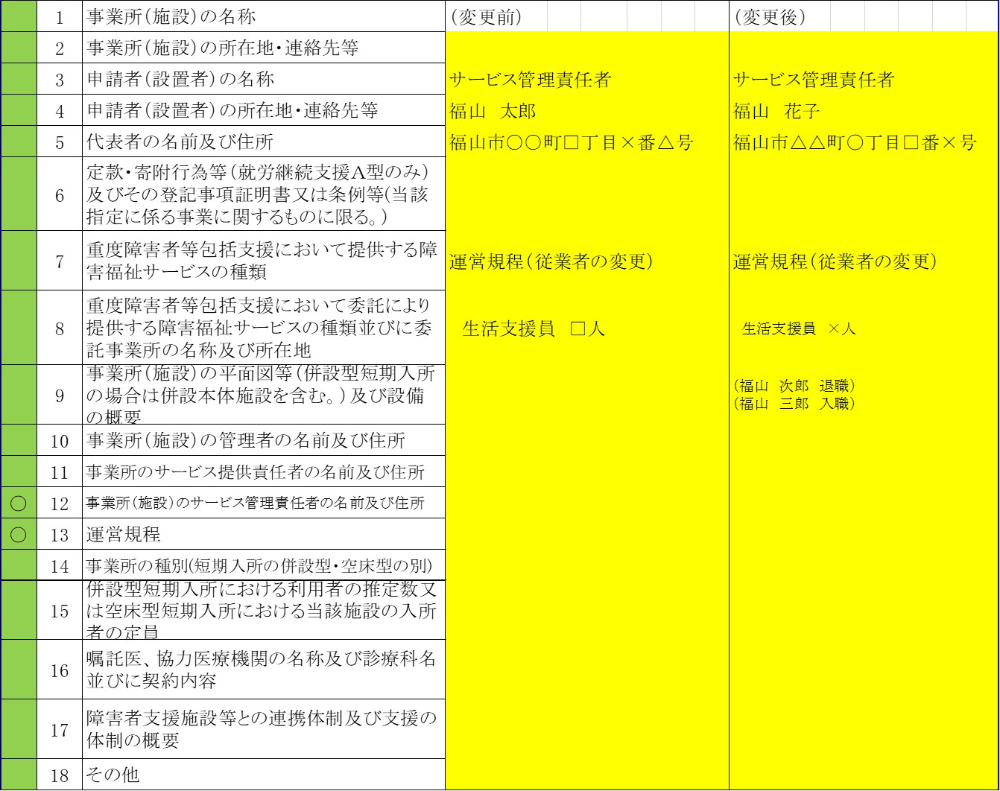 1 事業所（施設）の名称 （変更前） （変更後）
2 事業所（施設）の所在地・連絡先等
3 申請者（設置者）の名称 サービス管理責任者 サービス管理責任者
4 申請者（設置者）の所在地・連絡先等 福山　太郎 福山　花子
5 代表者の名前及び住所 福山市○○町□丁目×番△号 福山市△△町○丁目□番×号
6 定款・寄附行為等（就労継続支援Ａ型のみ）
及びその登記事項証明書又は条例等(当該
指定に係る事業に関するものに限る。）
7 重度障害者等包括支援において提供する障
害福祉サービスの種類
運営規程（従業者の変更） 運営規程（従業者の変更）
8 重度障害者等包括支援において委託により
提供する障害福祉サービスの種類並びに委
託事業所の名称及び所在地
生活支援員　□人 生活支援員　×人
9 事業所（施設）の平面図等（併設型短期入所
の場合は併設本体施設を含む。）及び設備
の概要
（福山　次郎　退職）
（福山　三郎　入職）
10 事業所（施設）の管理者の名前及び住所
11 事業所のサービス提供責任者の名前及び住所
○ 12 事業所（施設）のサービス管理責任者の名前及び住所
○ 13 運営規程
14 事業所の種別(短期入所の併設型・空床型の別)
15 併設型短期入所における利用者の推定数又
は空床型短期入所における当該施設の入所
者の定員
16 嘱託医、協力医療機関の名称及び診療科名
並びに契約内容
17 障害者支援施設等との連携体制及び支援の
体制の概要
18 その他